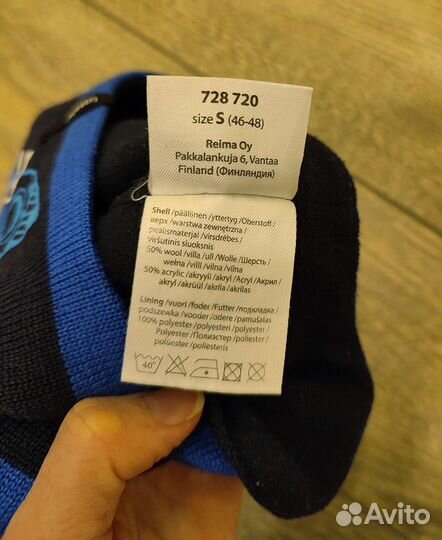 728 720
size S (46-48)
Reima Oy
Pakkalankuja 6, Vantaa
Finland (Финляндия)
Shell/päällinen/yttertyg/Oberstoff/
верх/warstwa zewnętrzna/
pealismaterjal/virsdrēbes/
viršutinis sluoksnis
50% wool/villa/ull/Wolle/Шерсть/
wełna/villi/vilna/vilna
50% acrylic/akryyli/akryl/Acryl/Акрил/
akryl/akrüül/akrila/akrilas
Lining/vuori/foder/Futter/подкладка/
podszewka/vooder/odere/pamušalas
100% polyester/polyesteri/polyester/
Polyester/Полиэстер/poliester/
polüester/poliesteris
40°
Avito